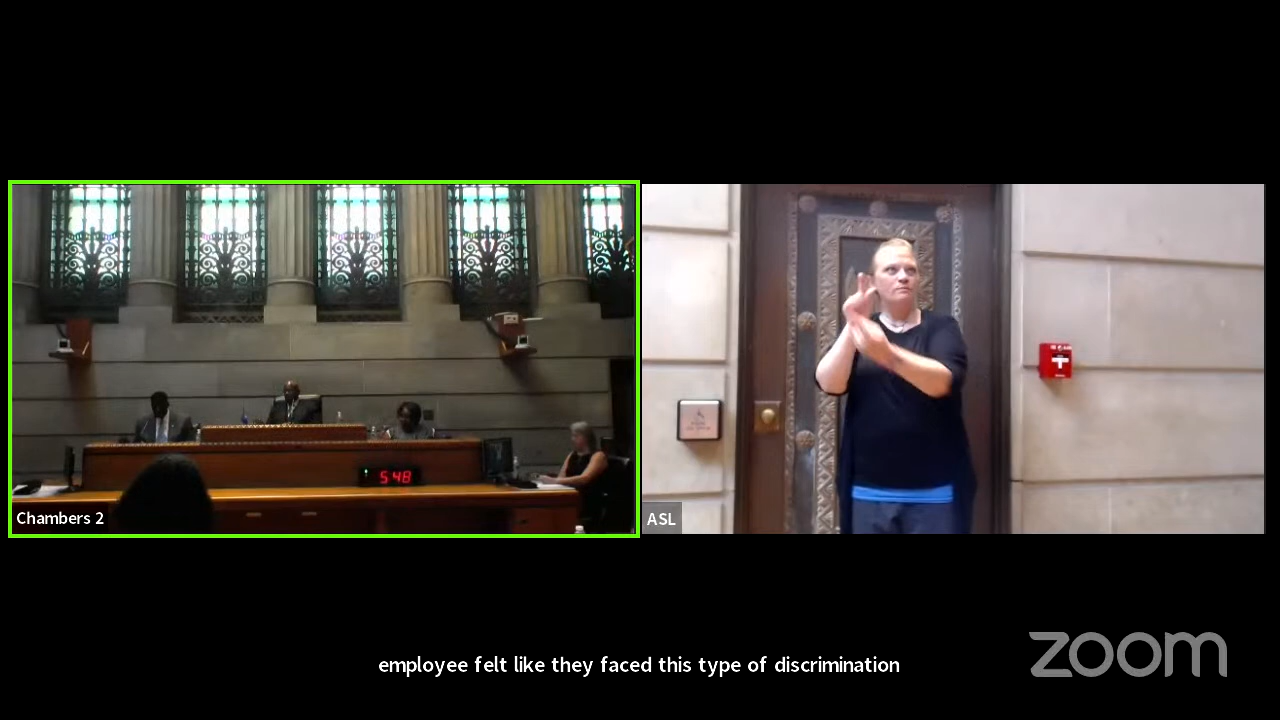 5 48
Chambers 2
ASL
employee felt like they faced this type of discrimination
zoom